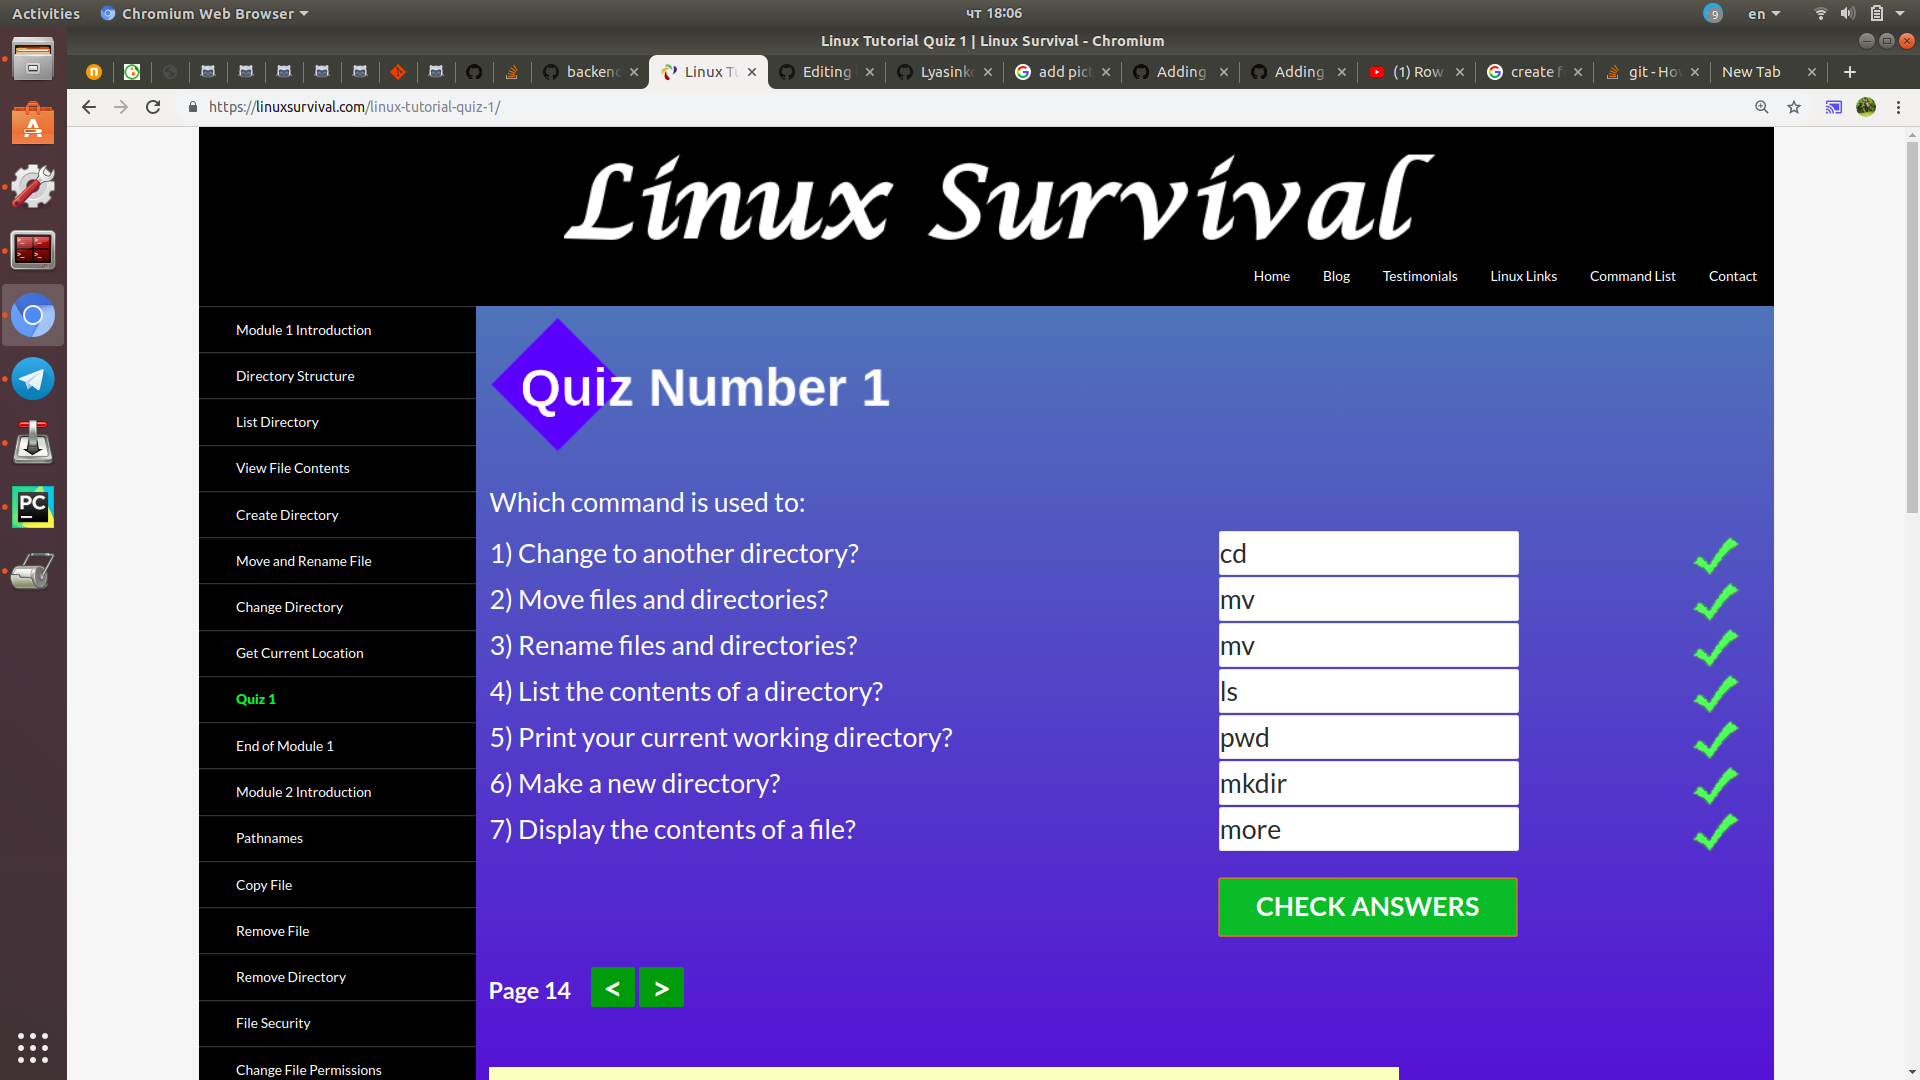 Activities
Chromium Web Browser
чт 18:06
9
en
Linux Tutorial Quiz 1 | Linux Survival - Chromium
backend
Linux Tu
Editing
Lyasink
add pict
Adding
Adding
(1) Row
create f
git - Ho
New Tab
https://linuxsurvival.com/linux-tutorial-quiz-1/
Linux Survival
Home
Blog
Testimonials
Linux Links
Command List
Contact
Module 1 Introduction
Directory Structure
List Directory
View File Contents
Create Directory
Move and Rename File
Change Directory
Get Current Location
Quiz 1
End of Module 1
Module 2 Introduction
Pathnames
Copy File
Remove File
Remove Directory
File Security
Change File Permissions
Quiz Number 1
Which command is used to:
1) Change to another directory? cd
2) Move files and directories? mv
3) Rename files and directories? mv
4) List the contents of a directory? ls
5) Print your current working directory? pwd
6) Make a new directory? mkdir
7) Display the contents of a file? more
CHECK ANSWERS
Page 14 < >
PC